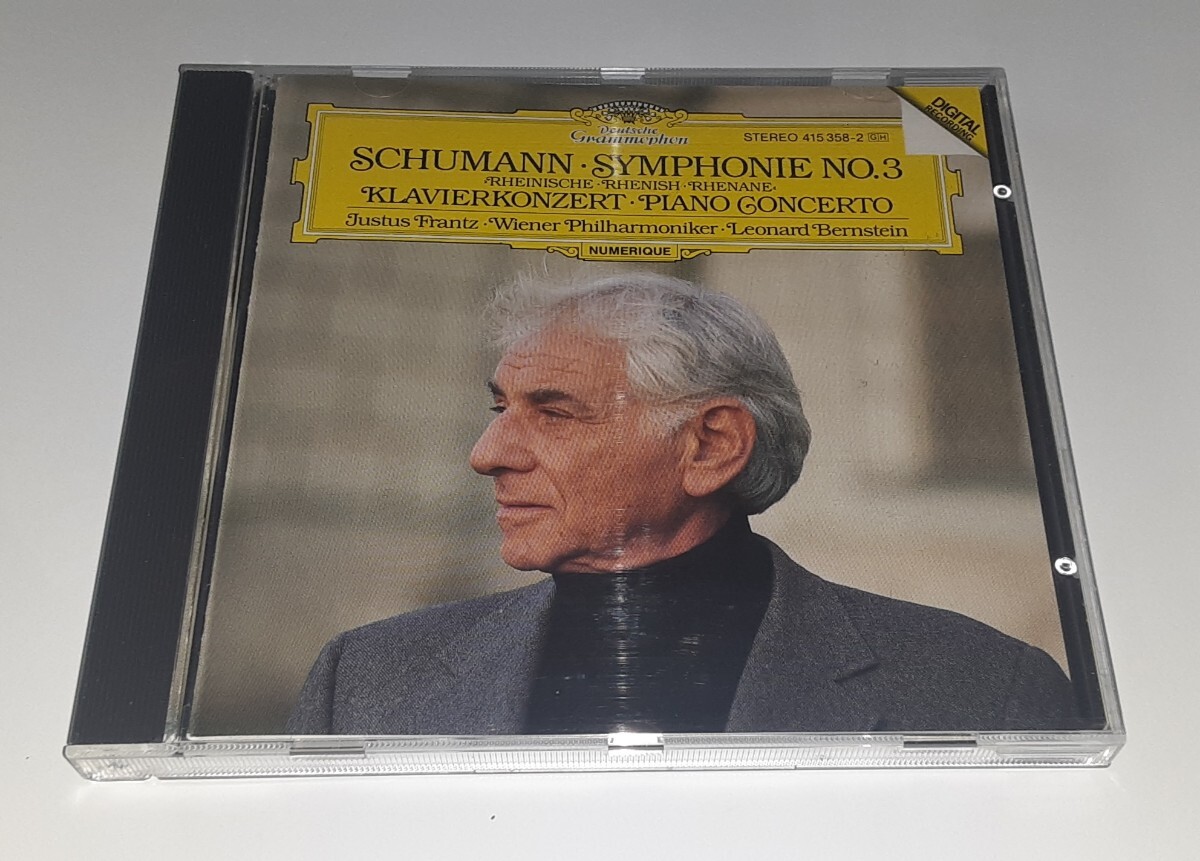 Deutsche
Grammophon
STEREO 415 358-2 GH
DIGITAL
RECORDING
SCHUMANN · SYMPHONIE NO. 3
›RHEINISCHE · RHENISH · RHENANE‹
KLAVIERKONZERT · PIANO CONCERTO
Justus Frantz · Wiener Philharmoniker · Leonard Bernstein
NUMERIQUE